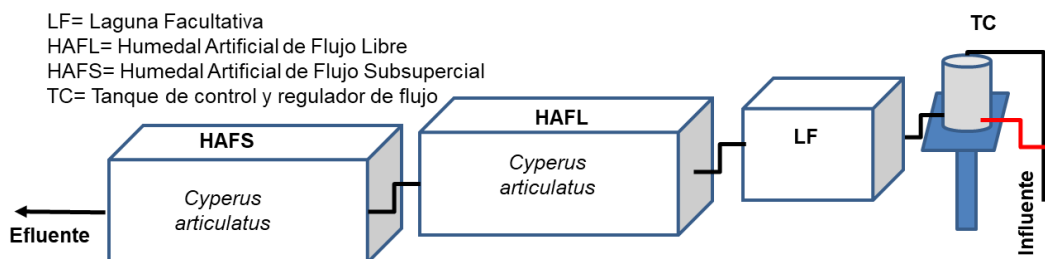 LF= Laguna Facultativa
HAFL= Humedal Artificial de Flujo Libre
HAFS= Humedal Artificial de Flujo Subsupercial
TC= Tanque de control y regulador de flujo
TC
HAFL
HAFS
LF
Cyperus
articulatus
Cyperus
articulatus
Efluente
Influente